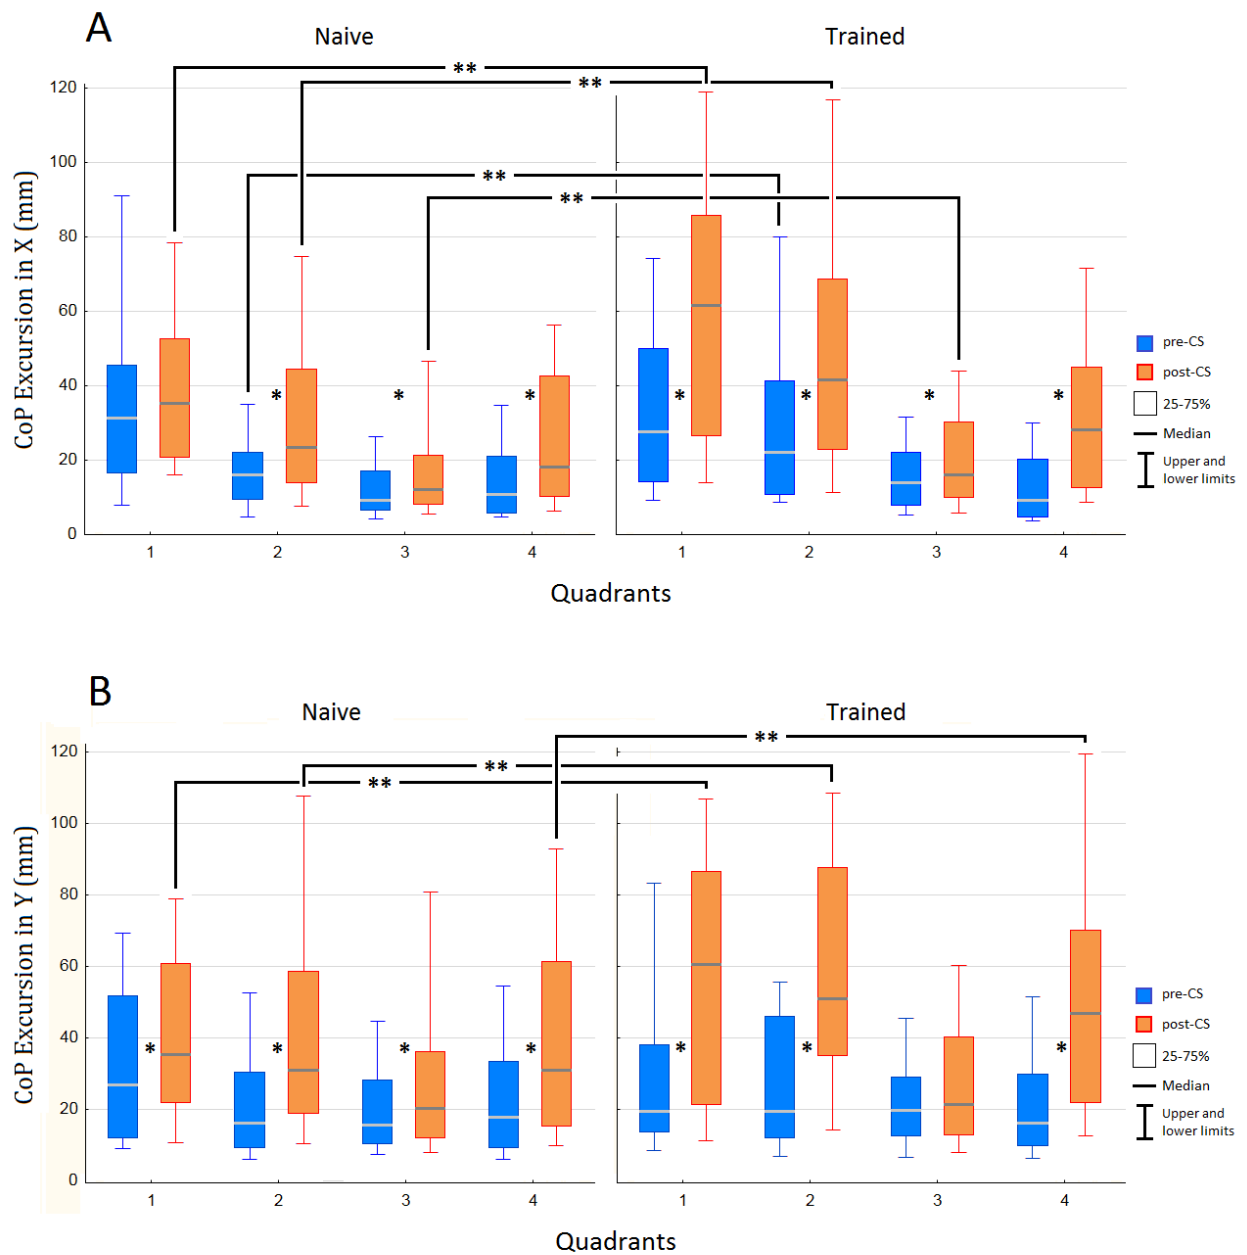 A
Naive Trained
**
**
120
100
**
**
CoP Excursion in X (mm)
80
60
40
* * * * * * *
20
0
1 2 3 4 1 2 3 4
Quadrants
pre-CS
post-CS
25-75%
Median
Upper and
lower limits
B
Naive Trained
**
**
**
120
100
CoP Excursion in Y (mm)
80
60
40
* * * * * * *
20
0
1 2 3 4 1 2 3 4
Quadrants
pre-CS
post-CS
25-75%
Median
Upper and
lower limits